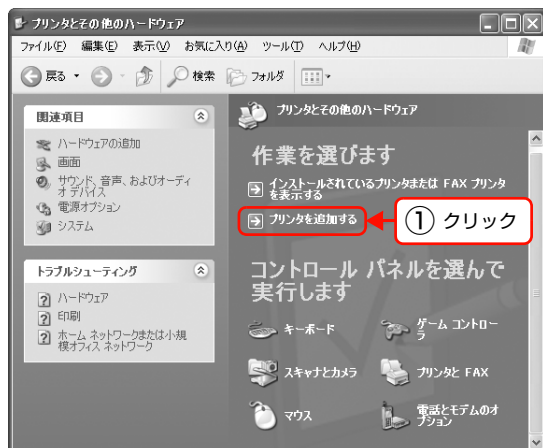 プリンタとその他のハードウェア
ファイル(F) 編集(E) 表示(V) お気に入り(A) ツール(T) ヘルプ(H)
戻る 検索 フォルダ
関連項目
ハードウェアの追加
画面
サウンド、音声、およびオーディ
オ デバイス
電源オプション
システム
トラブルシューティング
ハードウェア
印刷
ホーム ネットワークまたは小規
模オフィス ネットワーク
プリンタとその他のハードウェア
作業を選びます
インストールされているプリンタまたは FAX プリンタ
を表示する
プリンタを追加する
① クリック
コントロール パネルを選んで
実行します
キーボード
ゲーム コントロー
ラ
スキャナとカメラ
プリンタと FAX
マウス
電話とモデムのオ
プション